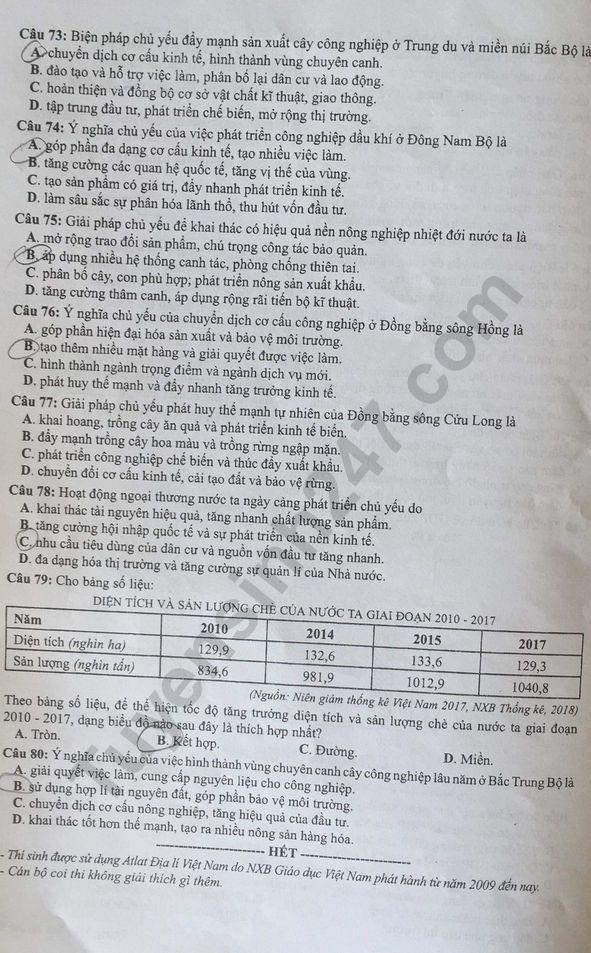 Câu 73: Biện pháp chủ yếu đẩy mạnh sản xuất cây công nghiệp ở Trung du và miền núi Bắc Bộ là
A. chuyển dịch cơ cấu kinh tế, hình thành vùng chuyên canh.
B. đào tạo và hỗ trợ việc làm, phân bố lại dân cư và lao động.
C. hoàn thiện và đồng bộ cơ sở vật chất kĩ thuật, giao thông.
D. tập trung đầu tư, phát triển chế biến, mở rộng thị trường.
Câu 74: Ý nghĩa chủ yếu của việc phát triển công nghiệp dầu khí ở Đông Nam Bộ là
A. góp phần đa dạng cơ cấu kinh tế, tạo nhiều việc làm.
B. tăng cường các quan hệ quốc tế, tăng vị thế của vùng.
C. tạo sản phẩm có giá trị, đẩy nhanh phát triển kinh tế.
D. làm sâu sắc sự phân hóa lãnh thổ, thu hút vốn đầu tư.
Câu 75: Giải pháp chủ yếu để khai thác có hiệu quả nền nông nghiệp nhiệt đới nước ta là
A. mở rộng trao đổi sản phẩm, chú trọng công tác bảo quản.
B. áp dụng nhiều hệ thống canh tác, phòng chống thiên tai.
C. phân bố cây, con phù hợp; phát triển nông sản xuất khẩu.
D. tăng cường thâm canh, áp dụng rộng rãi tiến bộ kĩ thuật.
Câu 76: Ý nghĩa chủ yếu của chuyển dịch cơ cấu công nghiệp ở Đồng bằng sông Hồng là
A. góp phần hiện đại hóa sản xuất và bảo vệ môi trường.
B. tạo thêm nhiều mặt hàng và giải quyết được việc làm.
C. hình thành ngành trọng điểm và ngành dịch vụ mới.
D. phát huy thế mạnh và đẩy nhanh tăng trưởng kinh tế.
Câu 77: Giải pháp chủ yếu phát huy thế mạnh tự nhiên của Đồng bằng sông Cửu Long là
A. khai hoang, trồng cây ăn quả và phát triển kinh tế biển.
B. đẩy mạnh trồng cây hoa màu và trồng rừng ngập mặn.
C. phát triển công nghiệp chế biến và thúc đẩy xuất khẩu.
D. chuyển đổi cơ cấu kinh tế, cải tạo đất và bảo vệ rừng.
Câu 78: Hoạt động ngoại thương nước ta ngày càng phát triển chủ yếu do
A. khai thác tài nguyên hiệu quả, tăng nhanh chất lượng sản phẩm.
B. tăng cường hội nhập quốc tế và sự phát triển của nền kinh tế.
C. nhu cầu tiêu dùng của dân cư và nguồn vốn đầu tư tăng nhanh.
D. đa dạng hóa thị trường và tăng cường sự quản lí của Nhà nước.
Câu 79: Cho bảng số liệu:
DIỆN TÍCH VÀ SẢN LƯỢNG CHÈ CỦA NƯỚC TA GIAI ĐOẠN 2010 - 2017
Năm 2010 2014 2015 2017
Diện tích (nghìn ha) 129,9 132,6 133,6 129,3
Sản lượng (nghìn tấn) 834,6 981,9 1012,9 1040,8
(Nguồn: Niên giám thống kê Việt Nam 2017, NXB Thống kê, 2018)
Theo bảng số liệu, để thể hiện tốc độ tăng trưởng diện tích và sản lượng chè của nước ta giai đoạn
2010 - 2017, dạng biểu đồ nào sau đây là thích hợp nhất?
A. Tròn. B. Kết hợp. C. Đường. D. Miền.
Câu 80: Ý nghĩa chủ yếu của việc hình thành vùng chuyên canh cây công nghiệp lâu năm ở Bắc Trung Bộ là
A. giải quyết việc làm, cung cấp nguyên liệu cho công nghiệp.
B. sử dụng hợp lí tài nguyên đất, góp phần bảo vệ môi trường.
C. chuyển dịch cơ cấu nông nghiệp, tăng hiệu quả của đầu tư.
D. khai thác tốt hơn thế mạnh, tạo ra nhiều nông sản hàng hóa.
HẾT
- Thí sinh được sử dụng Atlat Địa lí Việt Nam do NXB Giáo dục Việt Nam phát hành từ năm 2009 đến nay.
- Cán bộ coi thi không giải thích gì thêm.
Tuyensinh247.com